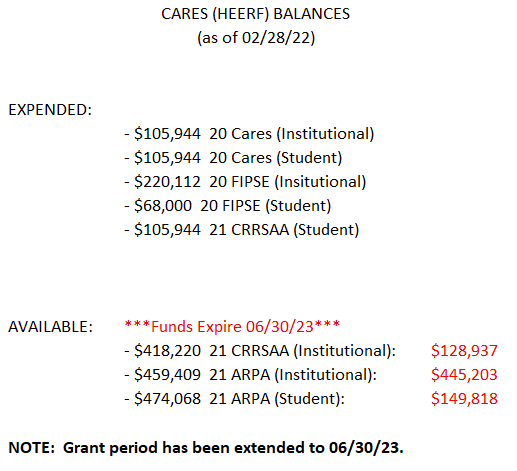 CARES (HEERF) BALANCES
(as of 02/28/22)
EXPENDED:
- $105,944  20 Cares (Institutional)
- $105,944  20 Cares (Student)
- $220,112  20 FIPSE (Insitutional)
- $68,000  20 FIPSE (Student)
- $105,944  21 CRRSAA (Student)
AVAILABLE: ***Funds Expire 06/30/23***
- $418,220  21 CRRSAA (Institutional): $128,937
- $459,409  21 ARPA (Institutional): $445,203
- $474,068  21 ARPA (Student): $149,818
NOTE:  Grant period has been extended to 06/30/23.